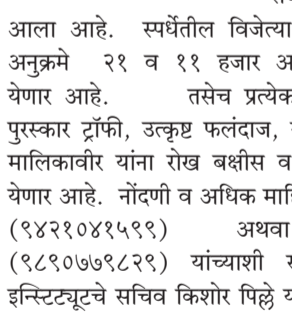 आला आहे. स्पर्धेतील विजेत्या
अनुक्रमे २१ व ११ हजार
येणार आहे. तसेच प्रत्येक
पुरस्कार ट्रॉफी, उत्कृष्ट फलंदाज,
मालिकावीर यांना रोख बक्षीस व
येणार आहे. नोंदणी व अधिक
(९४२१०४१५९९) अथवा
(९८९०७७९८२९) यांच्याशी
इन्स्टिट्यूटचे सचिव किशोर पिल्ले